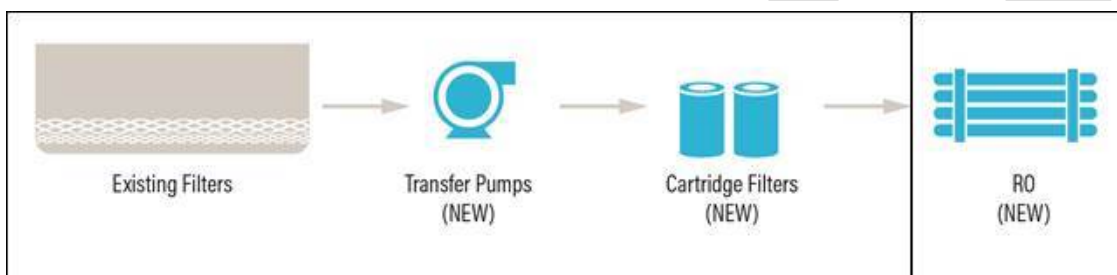 Existing Filters
Transfer Pumps
(NEW)
Cartridge Filters
(NEW)
RO
(NEW)